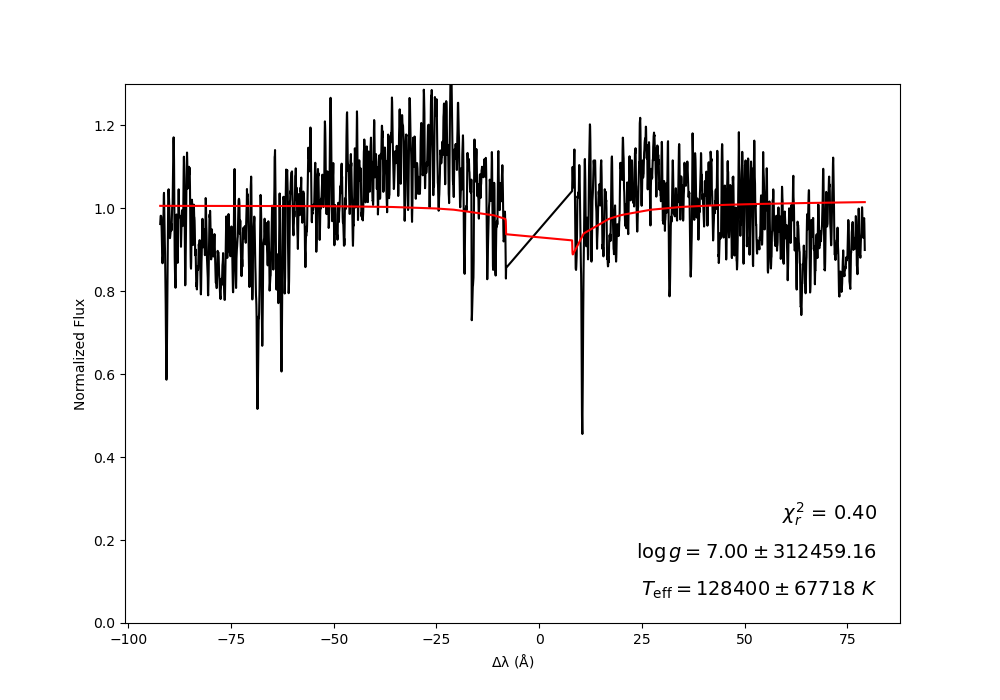 1.2
1.0
0.8
0.6
0.4
0.2
0.0
Normalized Flux
χ²ᵣ = 0.40
log g = 7.00 ± 312459.16
T_eff = 128400 ± 67718 K
−100 −75 −50 −25 0 25 50 75
Δλ (Å)